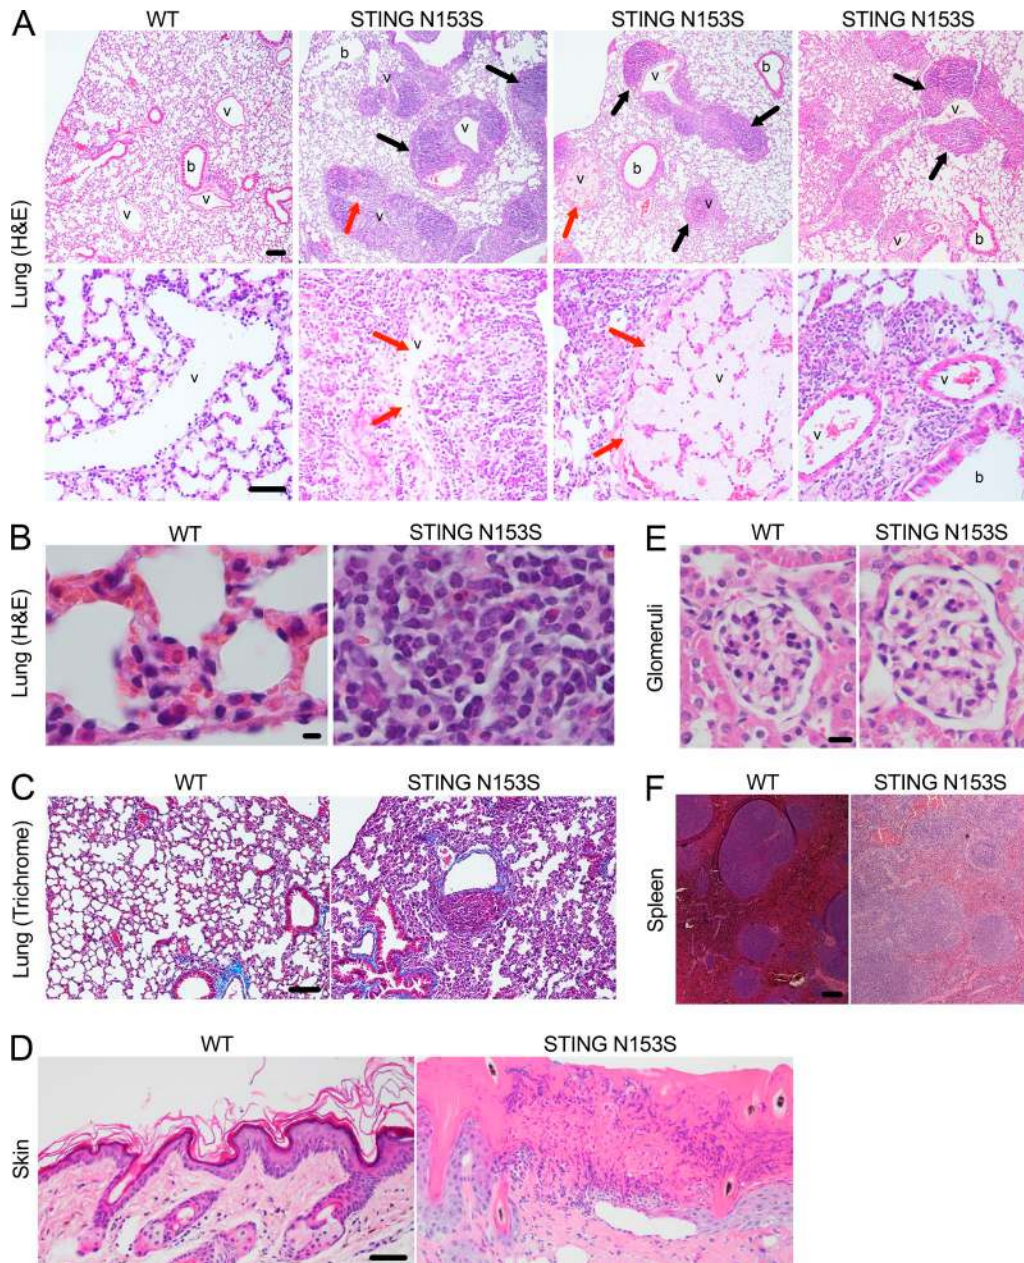 A
WT
STING N153S
STING N153S
STING N153S
Lung (H&E)
v
b
v
v
b
v
v
v
v
b
v
b
v
v
b
v
v
v
v
v
b
B
WT
STING N153S
Lung (H&E)
E
WT
STING N153S
Glomeruli
C
WT
STING N153S
Lung (Trichrome)
F
WT
STING N153S
Spleen
D
WT
STING N153S
Skin